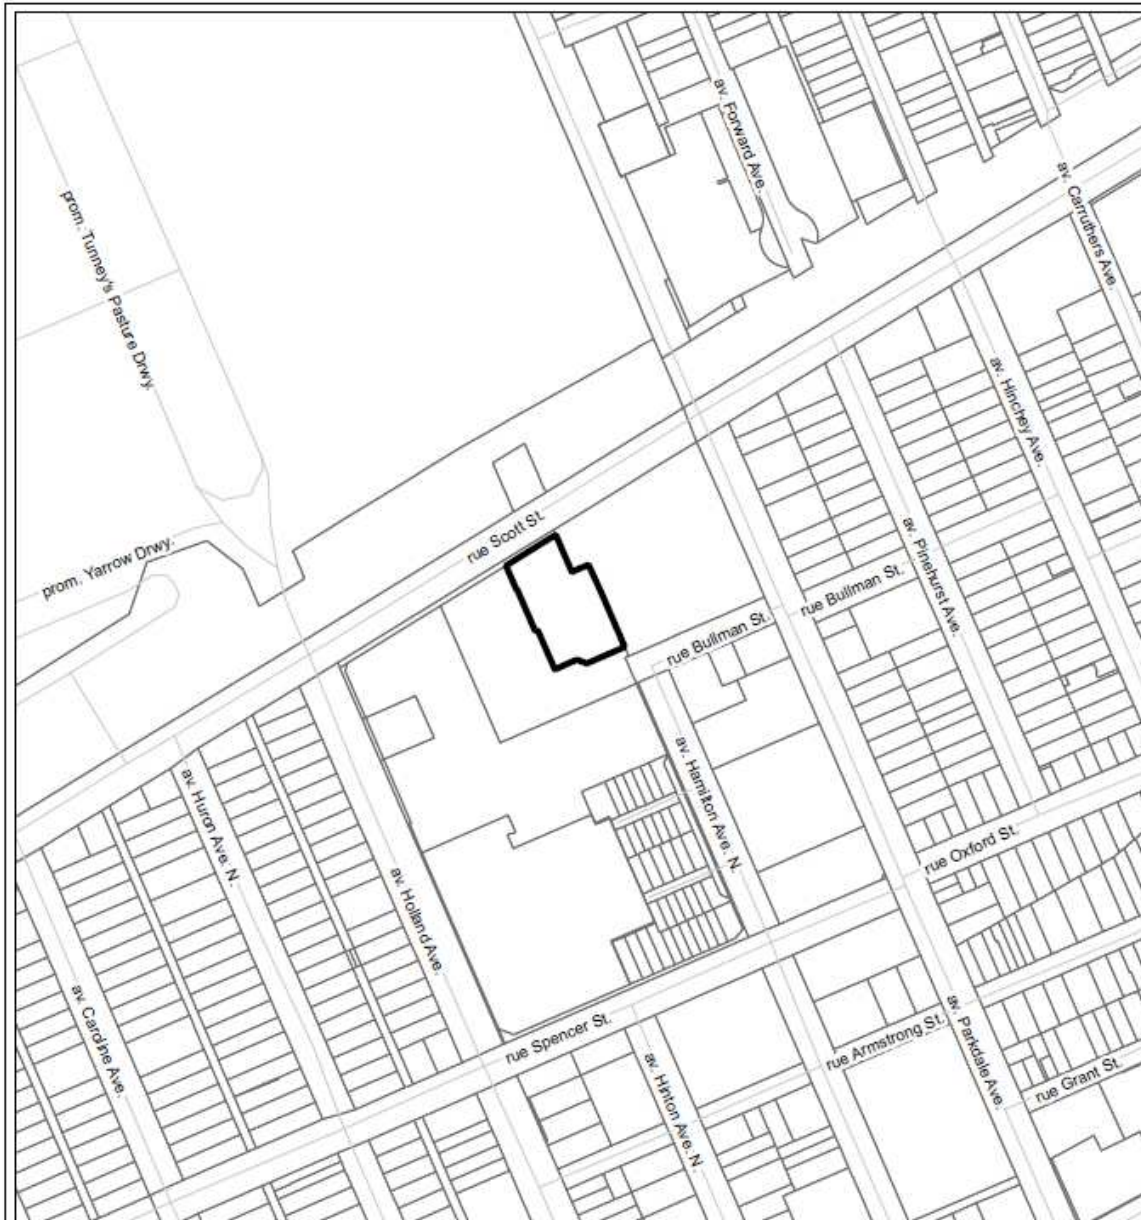 av. Forward Ave.
av. Carruthers Ave.
prom. Tunney's Pasture Drwy.
av. Hinchey Ave.
rue Scott St.
prom. Yarrow Drwy.
av. Pinehurst Ave.
rue Bullman St.
rue Bullman St.
av. Hamilton Ave. N.
av. Huron Ave. N.
rue Oxford St.
av. Holland Ave.
av. Caroline Ave.
rue Spencer St.
av. Parkdale Ave.
rue Armstrong St.
av. Hinton Ave. N.
rue Grant St.